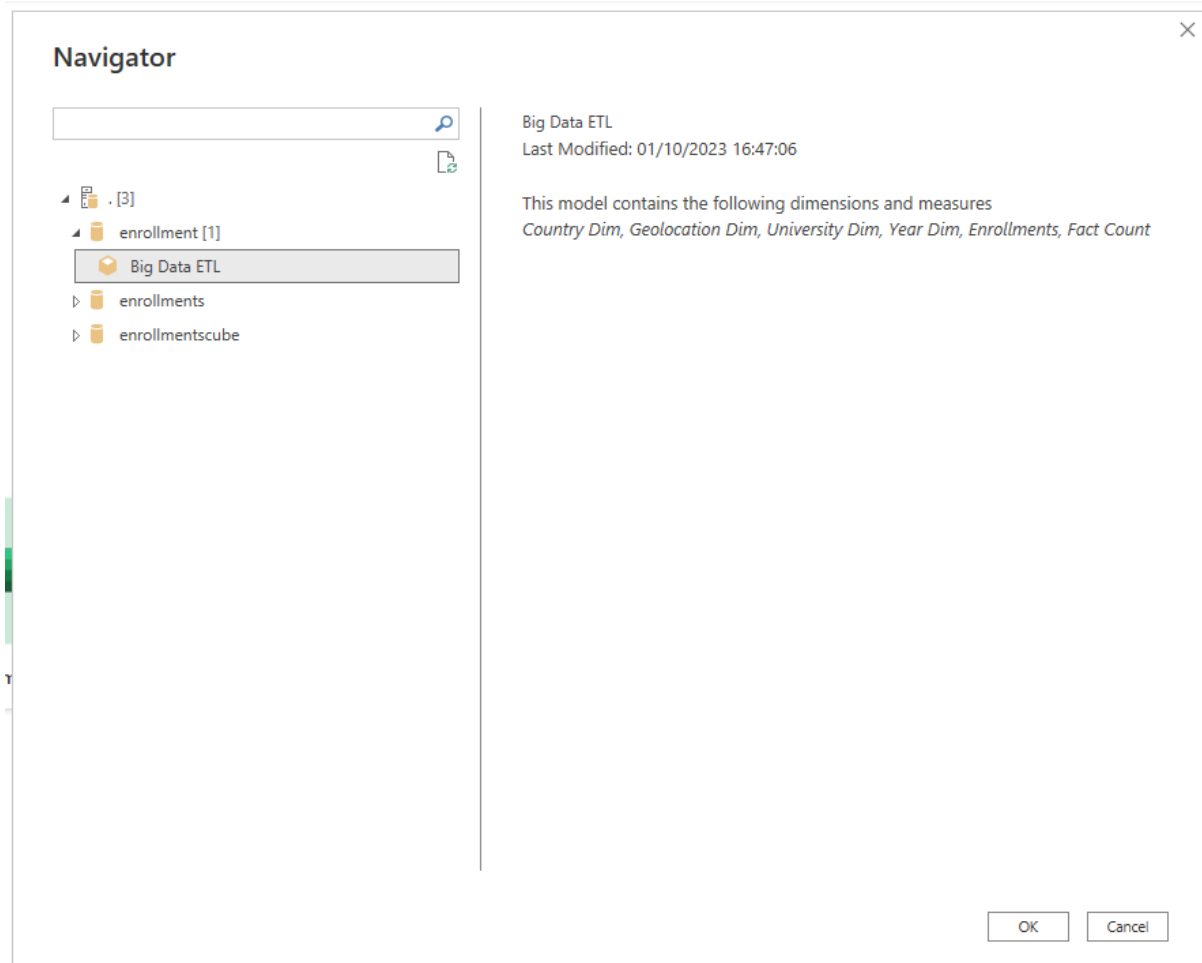 Navigator
. [3]
enrollment [1]
Big Data ETL
enrollments
enrollmentscube
Big Data ETL
Last Modified: 01/10/2023 16:47:06
This model contains the following dimensions and measures
Country Dim, Geolocation Dim, University Dim, Year Dim, Enrollments, Fact Count
OK
Cancel